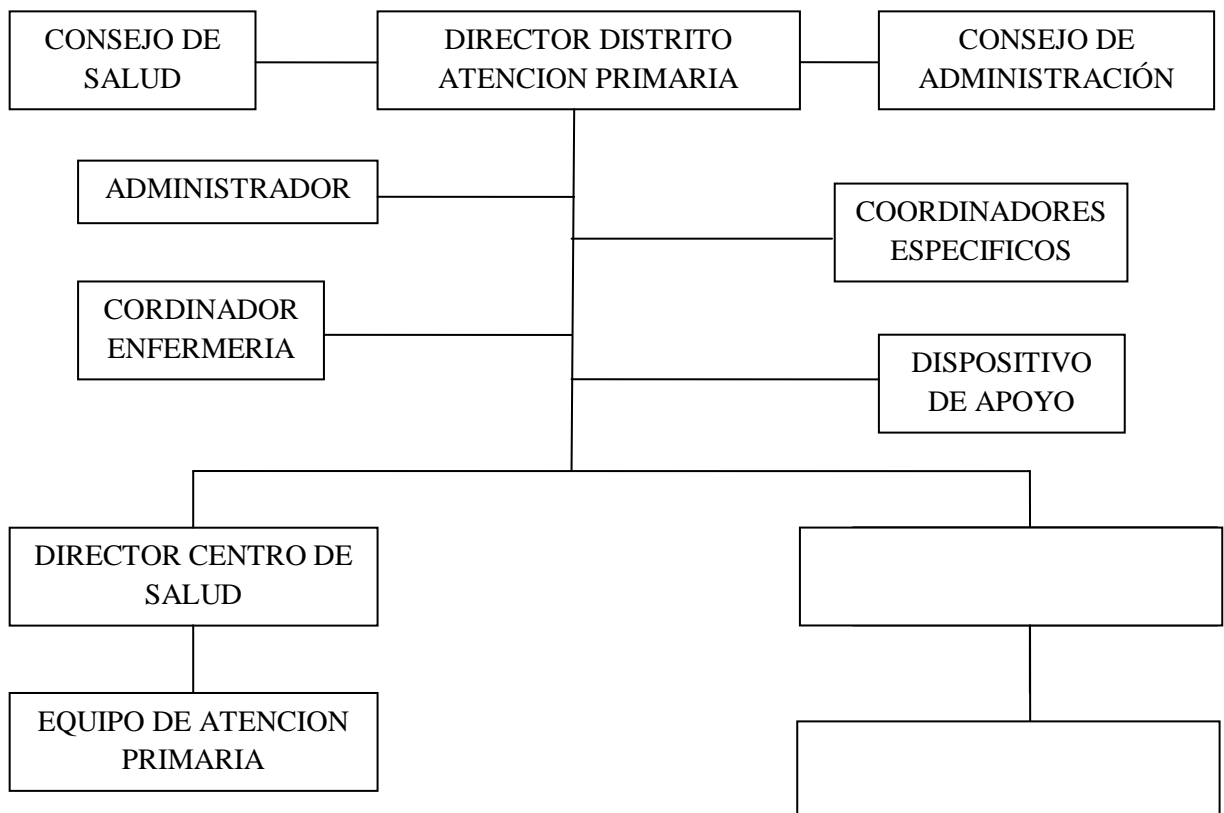 CONSEJO DE
SALUD
DIRECTOR DISTRITO
ATENCION PRIMARIA
CONSEJO DE
ADMINISTRACIÓN
ADMINISTRADOR
COORDINADORES
ESPECIFICOS
CORDINADOR
ENFERMERIA
DISPOSITIVO
DE APOYO
DIRECTOR CENTRO DE
SALUD
EQUIPO DE ATENCION
PRIMARIA